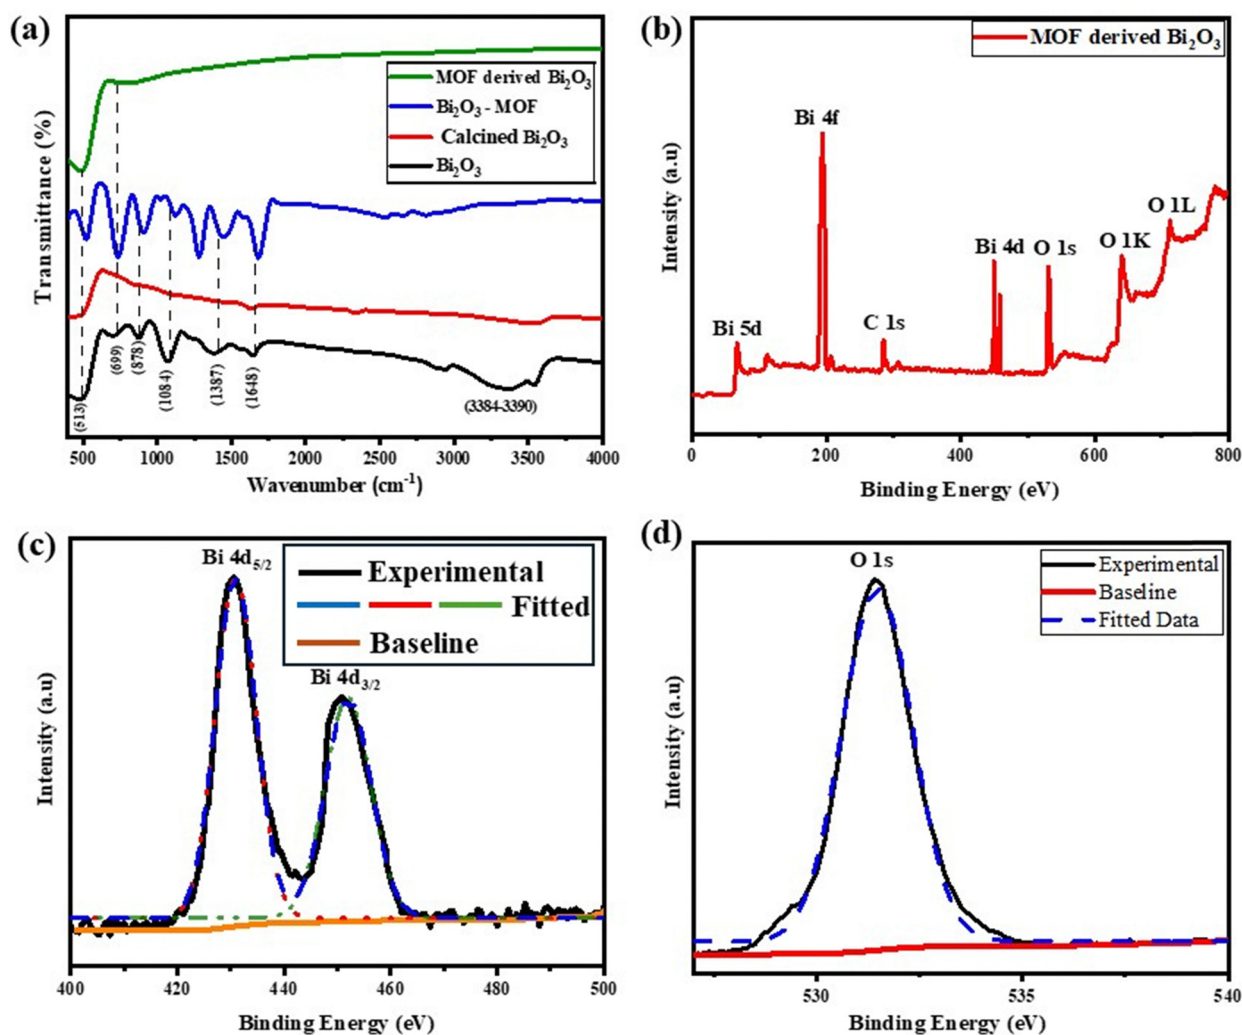 (a)
MOF derived Bi₂O₃
Bi₂O₃ - MOF
Calcined Bi₂O₃
Bi₂O₃
Transmittance (%)
(513)
(699)
(878)
(1084)
(1387)
(1648)
(3384-3390)
500 1000 1500 2000 2500 3000 3500 4000
Wavenumber (cm⁻¹)
(b)
MOF derived Bi₂O₃
Intensity (a.u)
Bi 5d
Bi 4f
C 1s
Bi 4d
O 1s
O 1K
O 1L
0 200 400 600 800
Binding Energy (eV)
(c)
Bi 4d₅/₂
Experimental
Fitted
Baseline
Bi 4d₃/₂
Intensity (a.u)
400 420 440 460 480 500
Binding Energy (eV)
(d)
O 1s
Experimental
Baseline
Fitted Data
Intensity (a.u)
530 535 540
Binding Energy (eV)